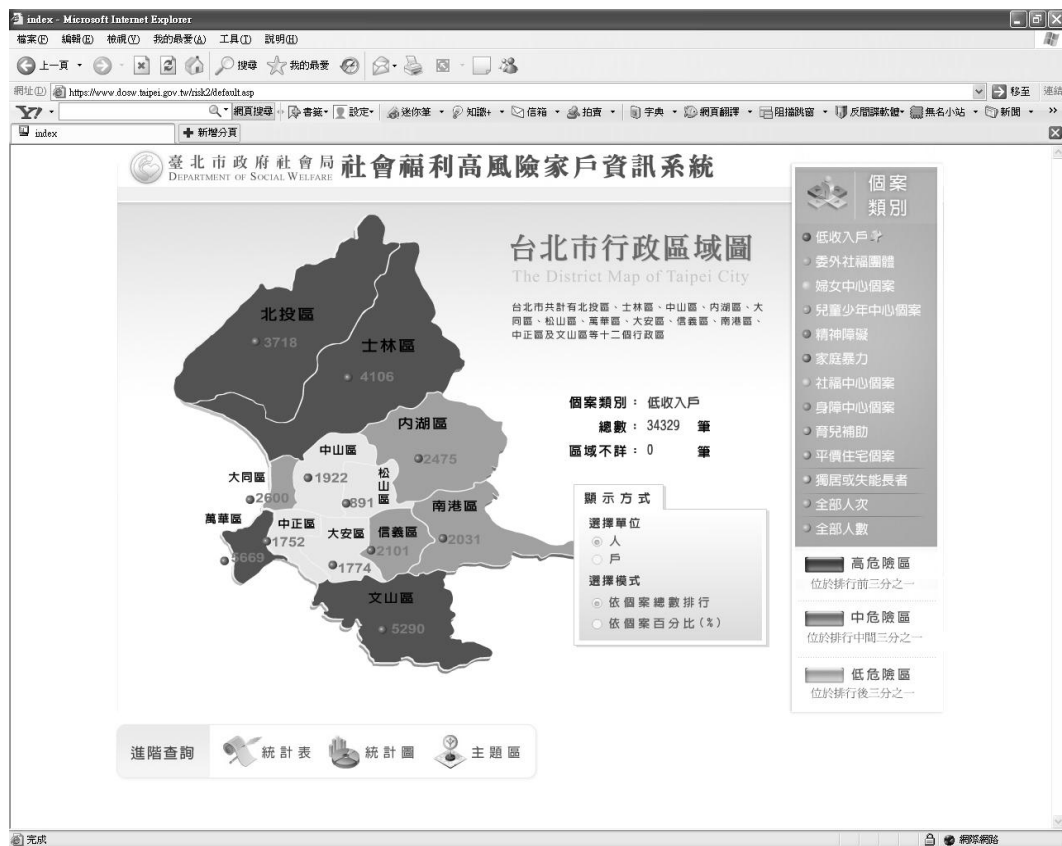 index - Microsoft Internet Explorer
檔案(F) 編輯(E) 檢視(V) 我的最愛(A) 工具(T) 說明(H)
上一頁 搜尋 我的最愛
網址(D) https://www.dosw.taipei.gov.tw/risk2/default.asp 移至 連結
Y! 網頁搜尋 書籤 設定 迷你筆 知識+ 信箱 拍賣 字典 網頁翻譯 阻擋跳窗 反間諜軟體 無名小站 新聞 »
index 新增分頁
臺北市政府社會局 社會福利高風險家戶資訊系統
DEPARTMENT OF SOCIAL WELFARE
台北市行政區域圖
The District Map of Taipei City
台北市共計有北投區、士林區、中山區、內湖區、大
同區、松山區、萬華區、大安區、信義區、南港區、
中正區及文山區等十二個行政區
北投區
3718
士林區
4106
內湖區
2475
中山區
1922
松山區
891
大同區
2600
萬華區
5669
中正區
1752
大安區
1774
信義區
2101
南港區
2031
文山區
5290
個案類別: 低收入戶
總數: 34329 筆
區域不詳: 0 筆
顯示方式
選擇單位
人
戶
選擇模式
依個案總數排行
依個案百分比(%)
個案
類別
低收入戶
委外社福團體
婦女中心個案
兒童少年中心個案
精神障礙
家庭暴力
社福中心個案
身障中心個案
育兒補助
平價住宅個案
獨居或失能長者
全部人次
全部人數
高危險區
位於排行前三分之一
中危險區
位於排行中間三分之一
低危險區
位於排行後三分之一
進階查詢 統計表 統計圖 主題區
完成 網際網路